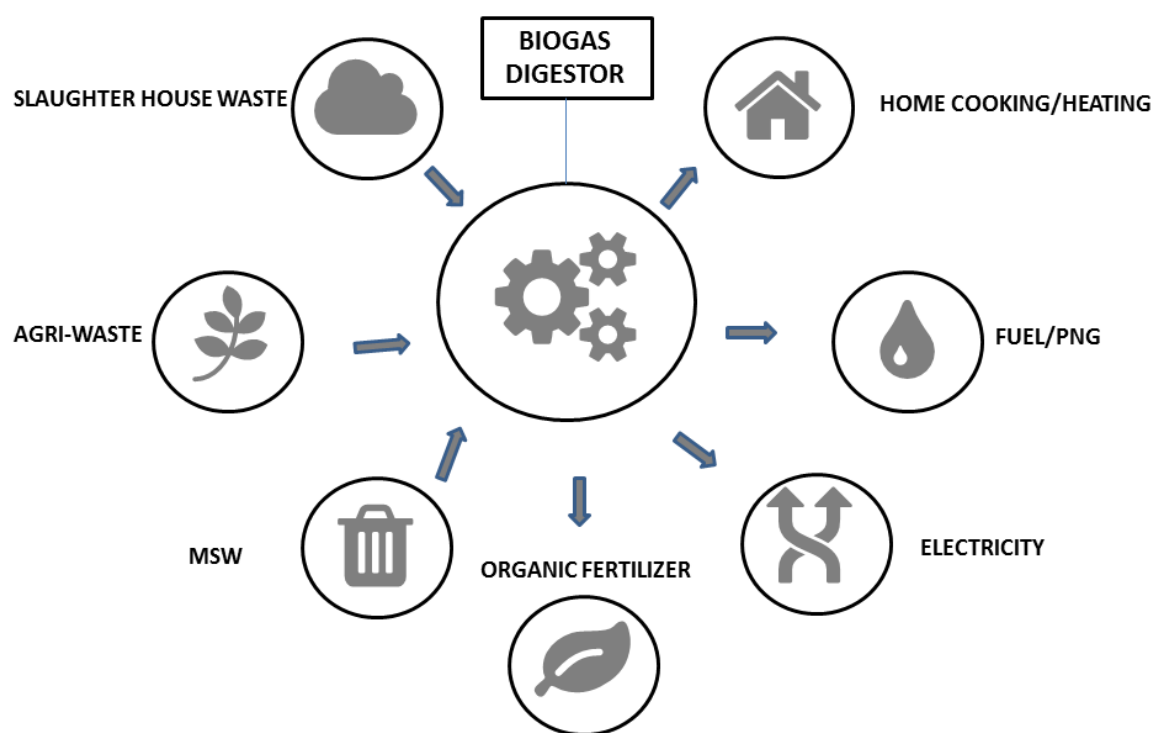 BIOGAS
DIGESTOR
SLAUGHTER HOUSE WASTE
HOME COOKING/HEATING
AGRI-WASTE
FUEL/PNG
MSW
ORGANIC FERTILIZER
ELECTRICITY